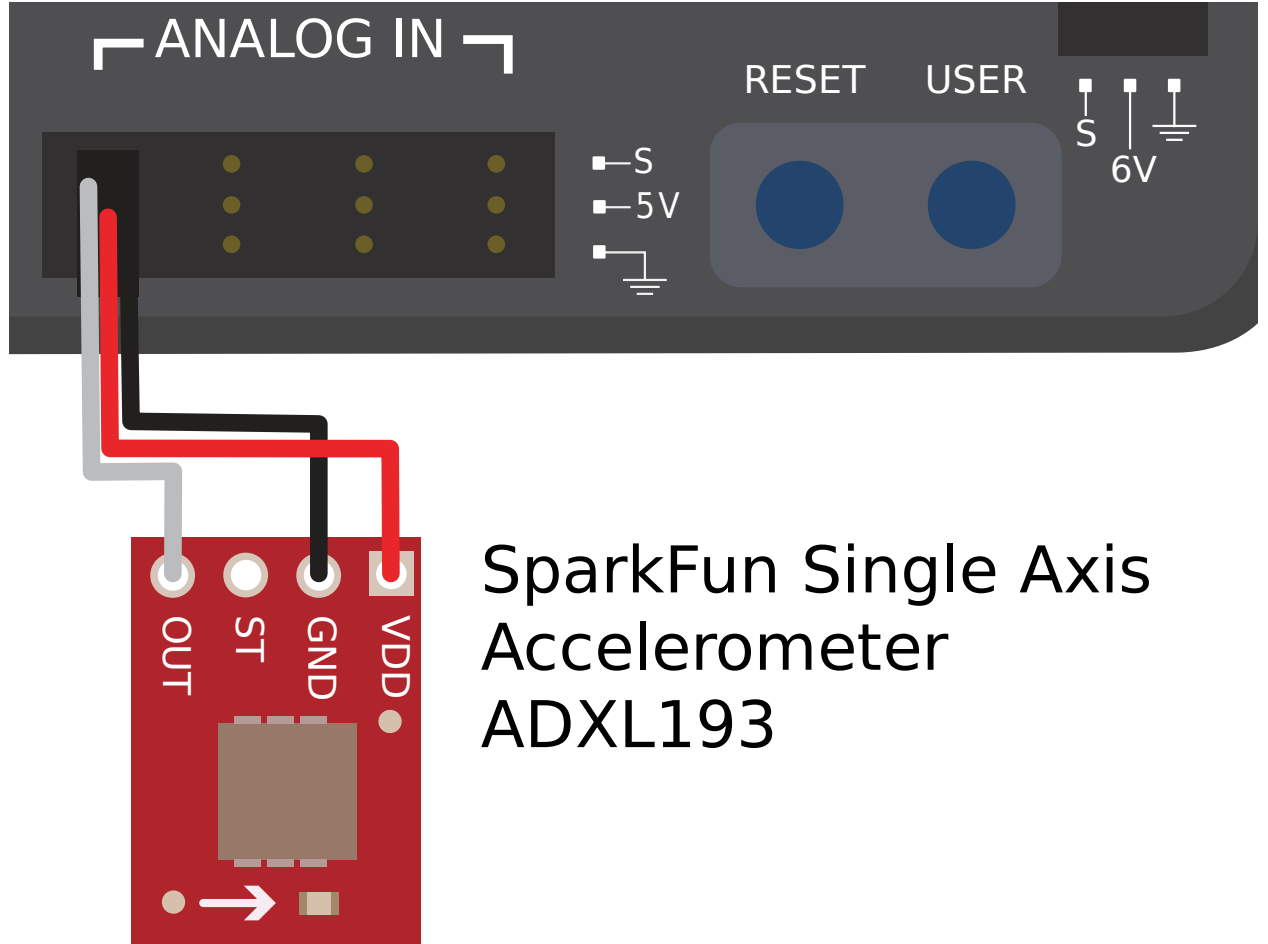 ANALOG IN
RESET
USER
S
6V
S
5V
OUT
ST
GND
VDD
SparkFun Single Axis
Accelerometer
ADXL193